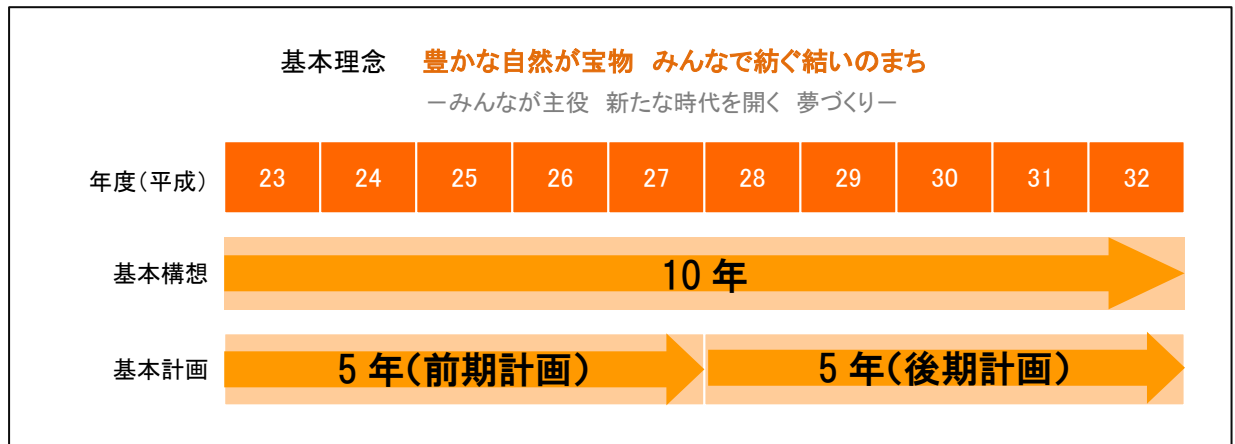 基本理念 豊かな自然が宝物 みんなで紡ぐ結いのまち
－みんなが主役 新たな時代を開く 夢づくり－
年度（平成） 23 24 25 26 27 28 29 30 31 32
基本構想 10 年
基本計画 5 年（前期計画） 5 年（後期計画）